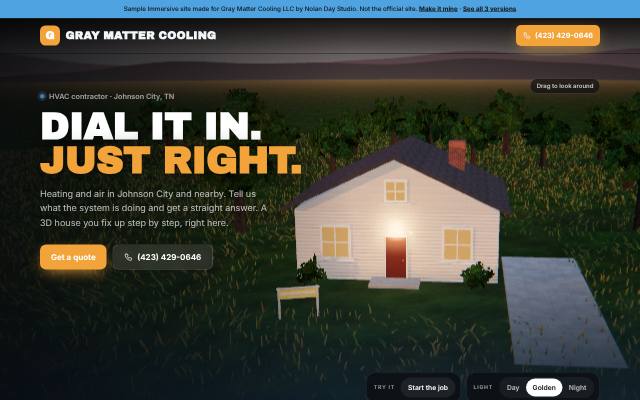 Sample Immersive site made for Gray Matter Cooling LLC by Nolan Day Studio. Not the official site. Make it mine · See all 3 versions
G GRAY MATTER COOLING
(423) 429-0646
Drag to look around
HVAC contractor · Johnson City, TN
DIAL IT IN.
JUST RIGHT.
Heating and air in Johnson City and nearby. Tell us
what the system is doing and get a straight answer. A
3D house you fix up step by step, right here.
Get a quote
(423) 429-0646
TRY IT Start the job
LIGHT Day Golden Night